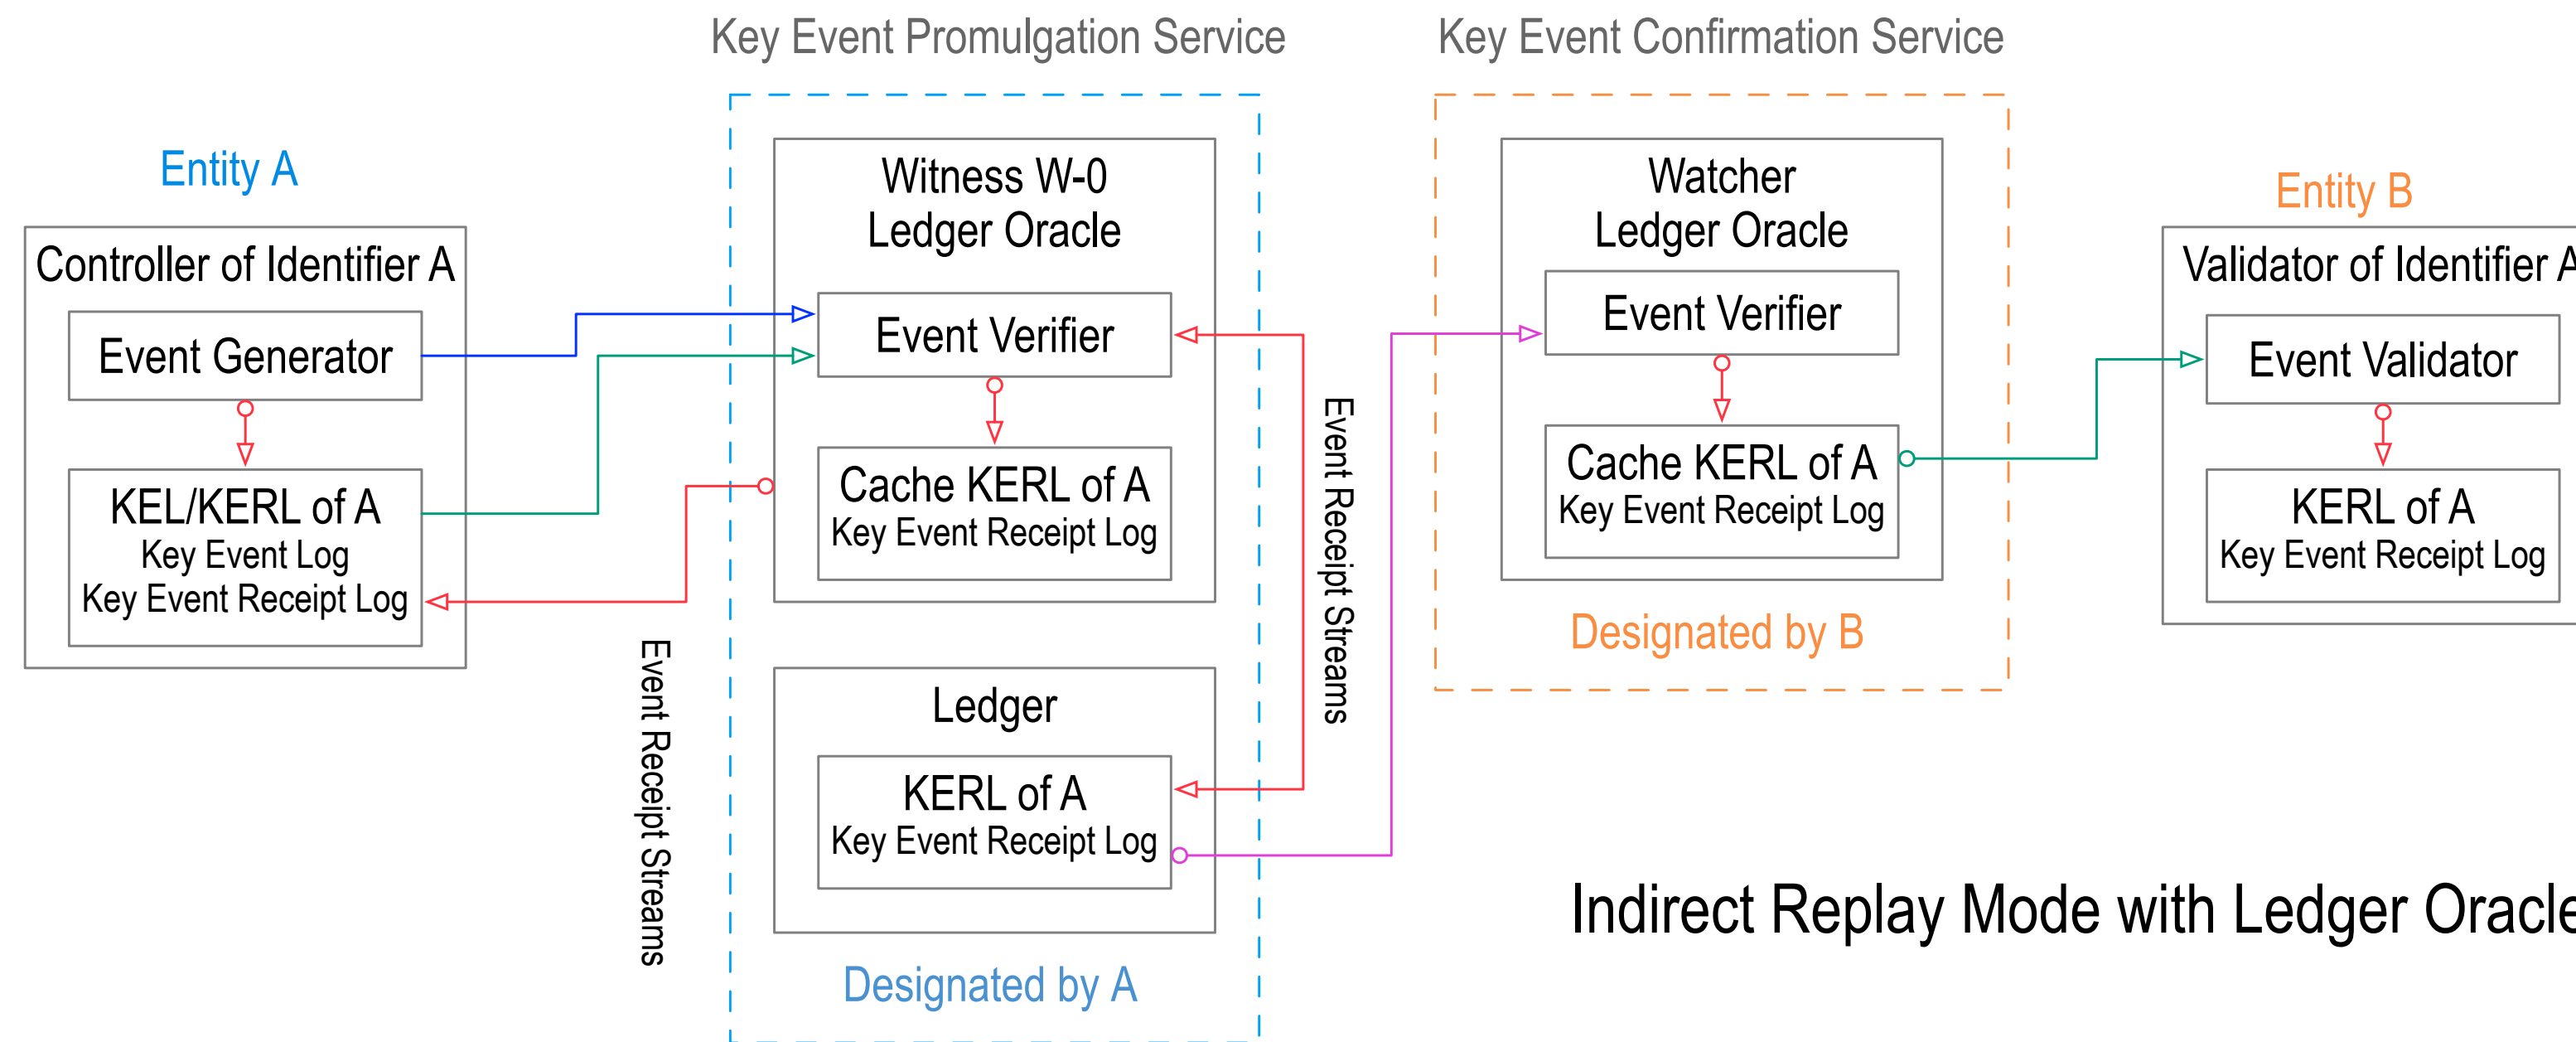 Key Event Promulgation Service
Key Event Confirmation Service
Entity A
Controller of Identifier A
Event Generator
KEL/KERL of A
Key Event Log
Key Event Receipt Log
Event Receipt Streams
Witness W-0
Ledger Oracle
Event Verifier
Cache KERL of A
Key Event Receipt Log
Ledger
KERL of A
Key Event Receipt Log
Designated by A
Event Receipt Streams
Watcher
Ledger Oracle
Event Verifier
Cache KERL of A
Key Event Receipt Log
Designated by B
Entity B
Validator of Identifier A
Event Validator
KERL of A
Key Event Receipt Log
Indirect Replay Mode with Ledger Oracle